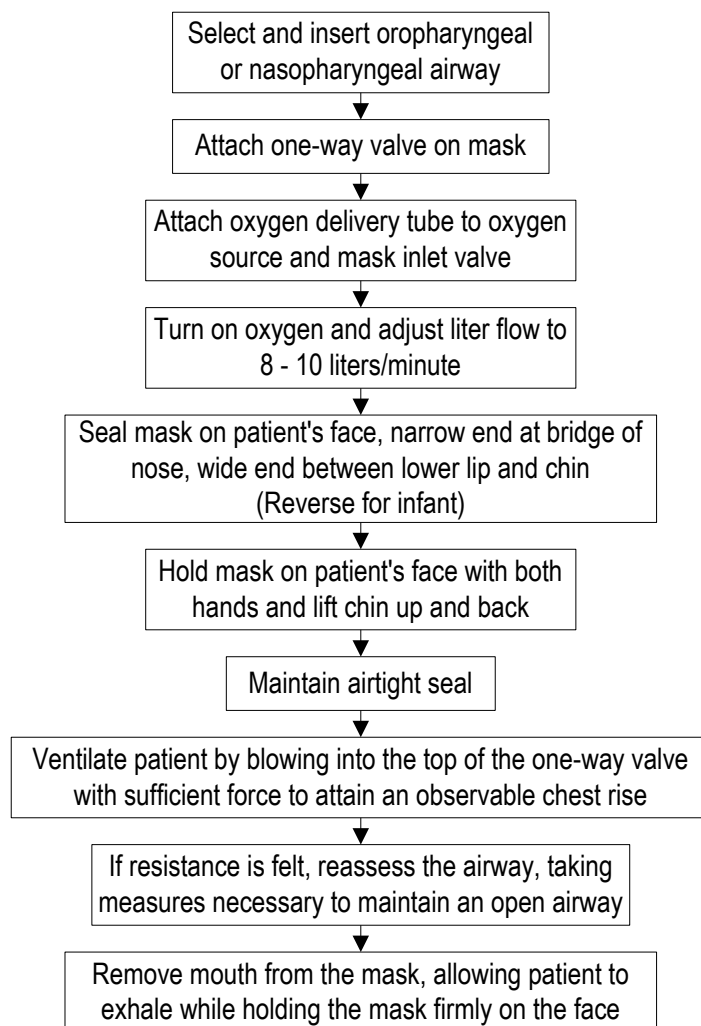 Select and insert oropharyngeal
or nasopharyngeal airway
Attach one-way valve on mask
Attach oxygen delivery tube to oxygen
source and mask inlet valve
Turn on oxygen and adjust liter flow to
8 - 10 liters/minute
Seal mask on patient's face, narrow end at bridge of
nose, wide end between lower lip and chin
(Reverse for infant)
Hold mask on patient's face with both
hands and lift chin up and back
Maintain airtight seal
Ventilate patient by blowing into the top of the one-way valve
with sufficient force to attain an observable chest rise
If resistance is felt, reassess the airway, taking
measures necessary to maintain an open airway
Remove mouth from the mask, allowing patient to
exhale while holding the mask firmly on the face